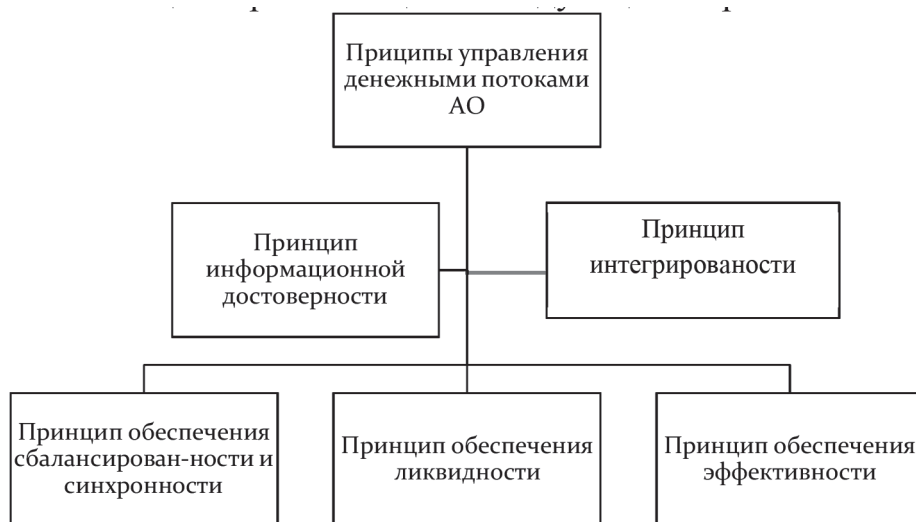 Приципы управления
денежными потоками
АО
Принцип
информационной
достоверности
Принцип
интегрированости
Принцип обеспечения
сбалансирован-ности и
синхронности
Принцип обеспечения
ликвидности
Принцип обеспечения
эффективности